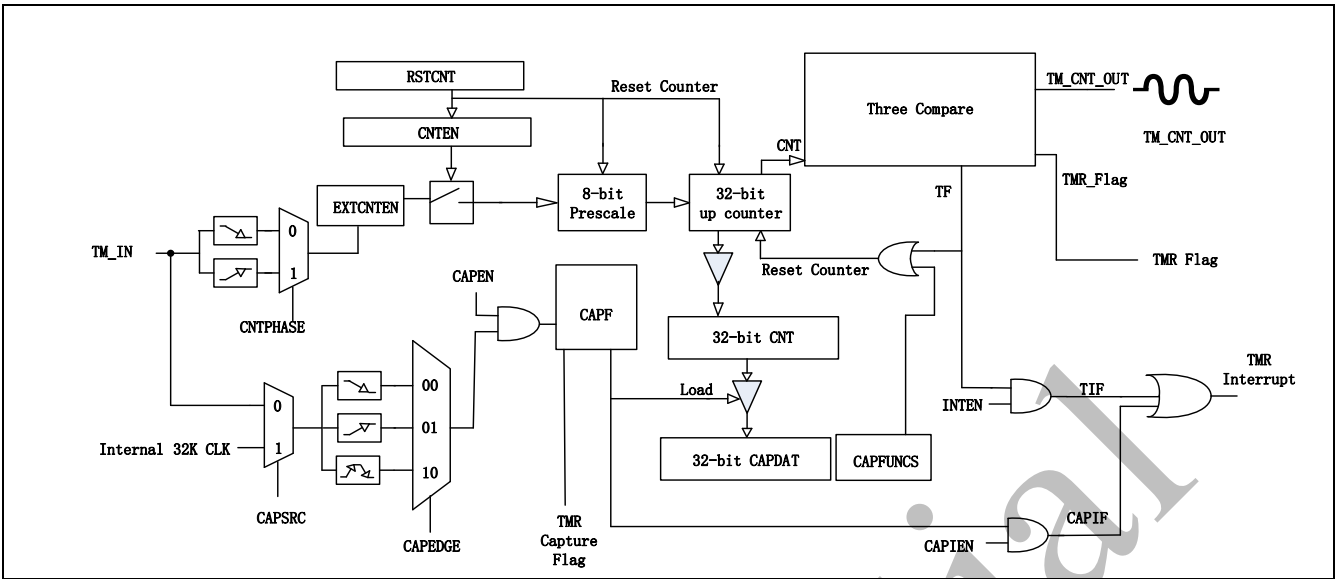 RSTCNT
Reset Counter
CNTEN
Three Compare
TM_CNT_OUT
TM_CNT_OUT
CNT
TMR_Flag
TF
EXTCNTEN
8-bit
Prescale
32-bit
up counter
0
1
TM_IN
CNTPHASE
Reset Counter
TMR Flag
CAPEN
CAPF
32-bit CNT
TMR
Interrupt
Load
00
01
10
0
1
Internal 32K CLK
INTEN
TIF
32-bit CAPDAT
CAPFUNCS
CAPSRC
CAPEDGE
TMR
Capture
Flag
CAPIEN
CAPIF